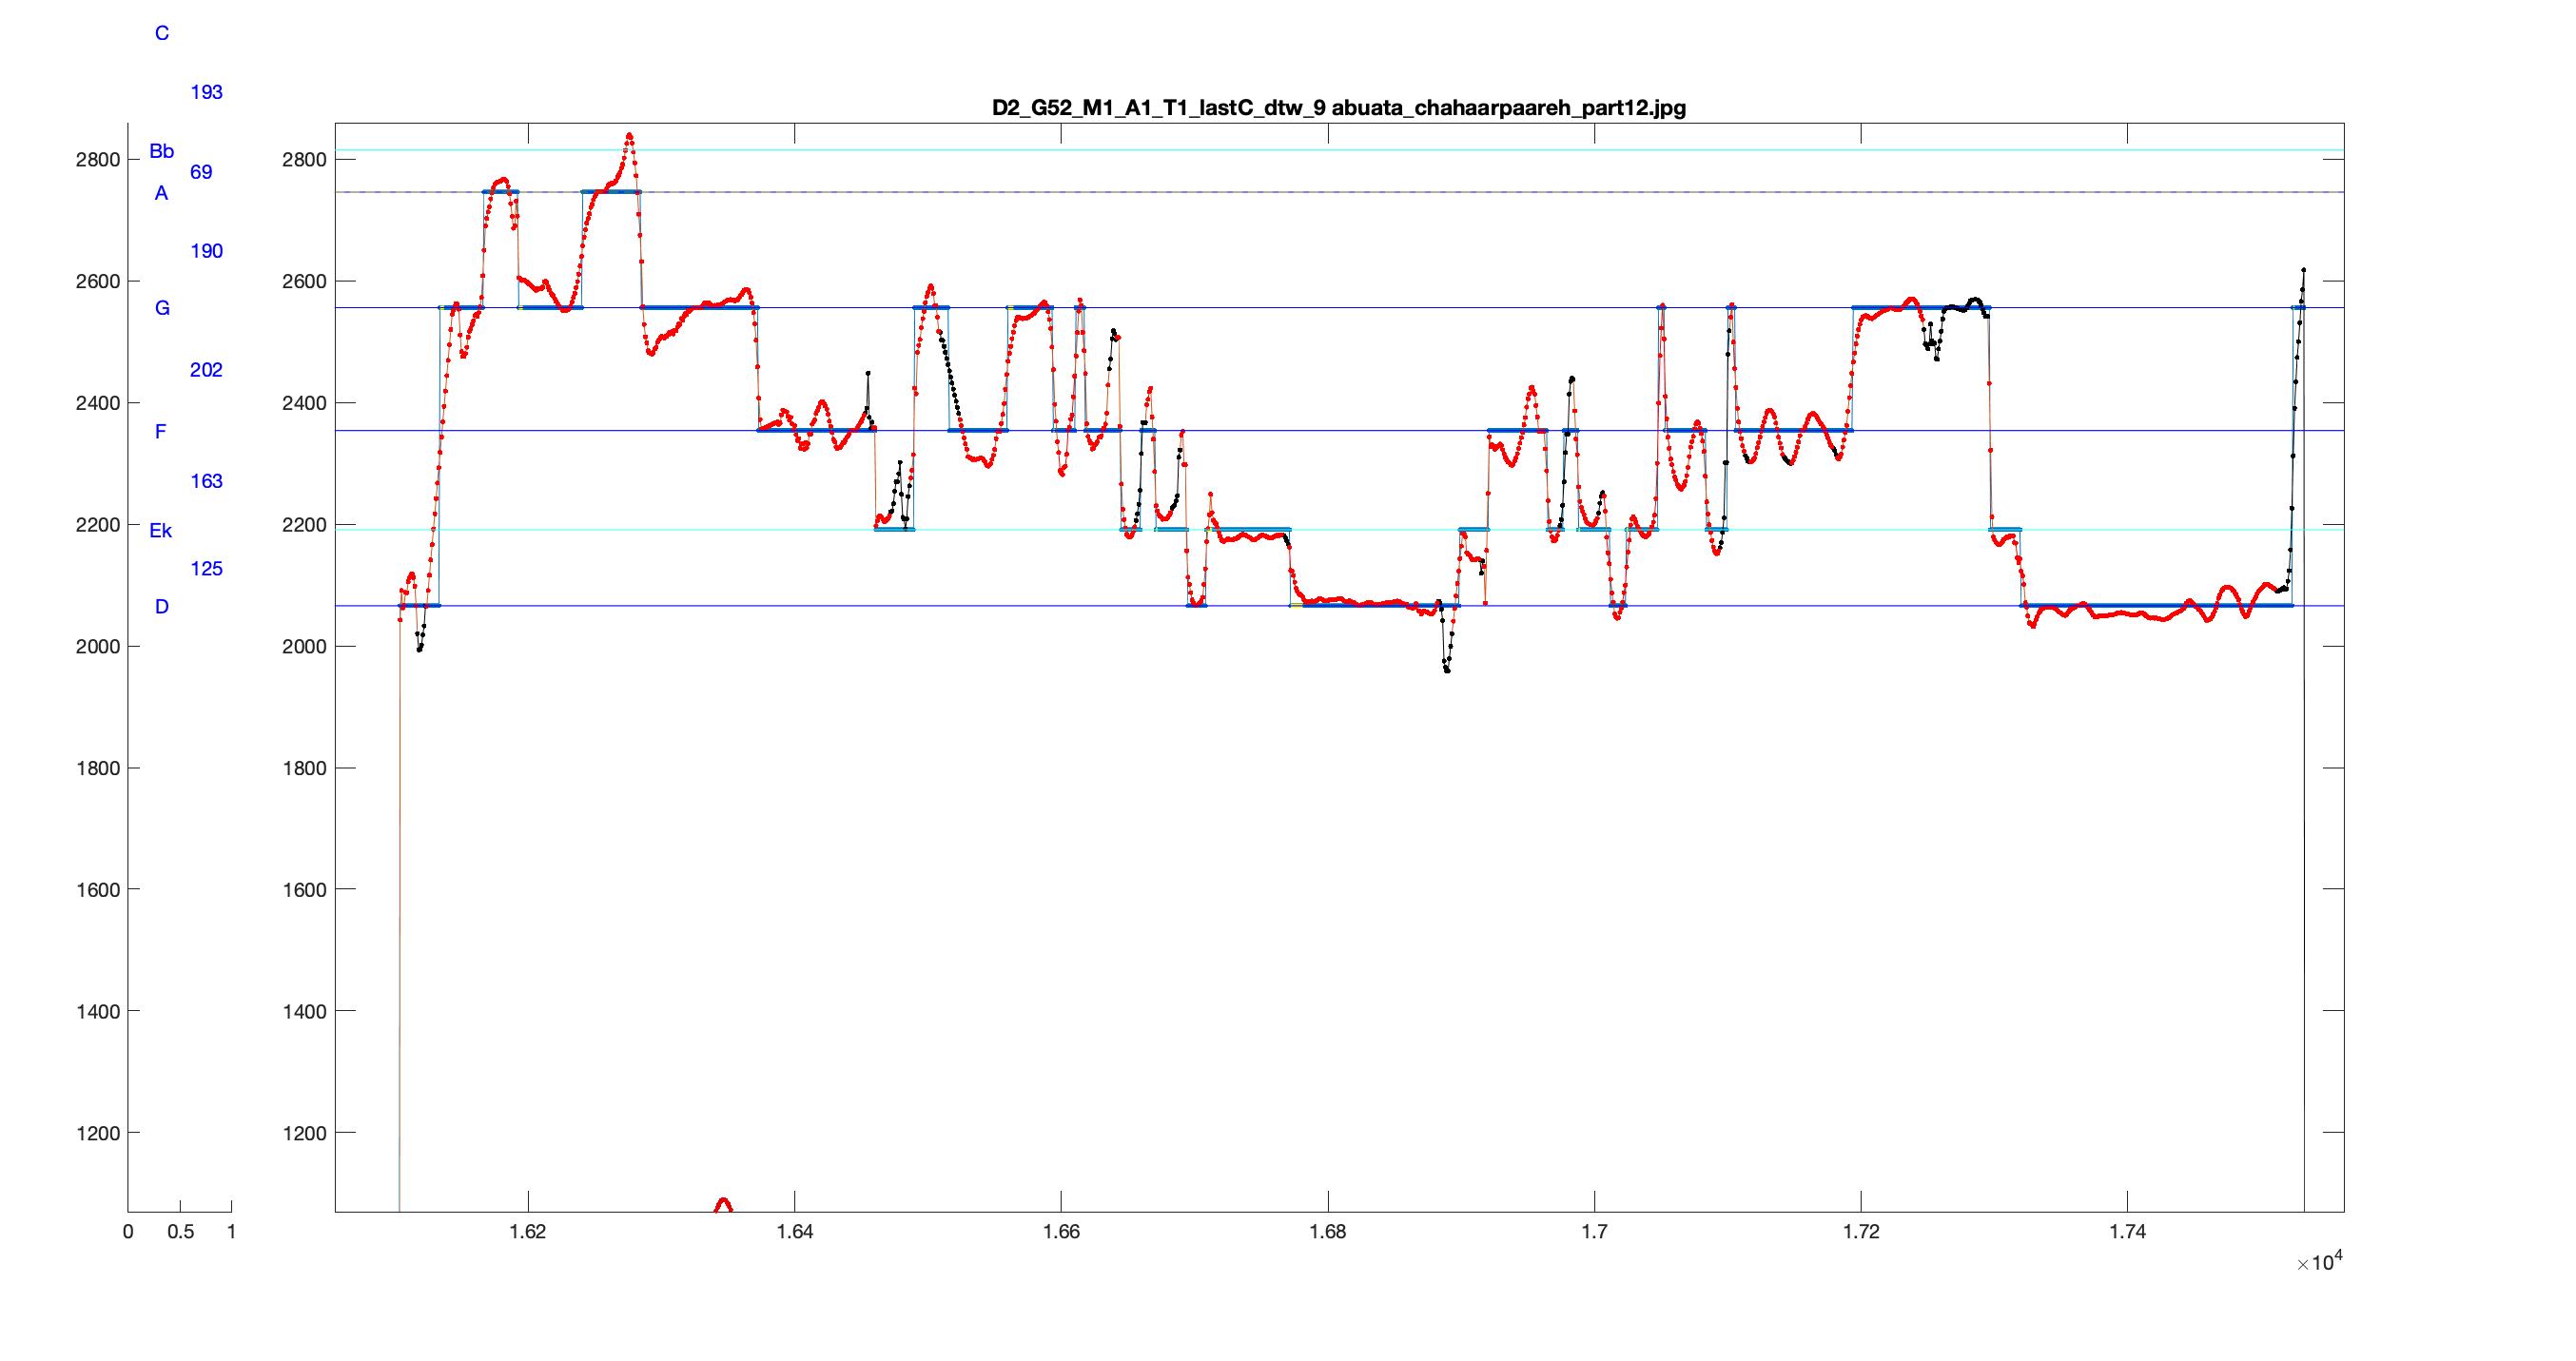 C
193
D2_G52_M1_A1_T1_lastC_dtw_9 abuata_chahaarpaareh_part12.jpg
2800 Bb 2800
69
A
190
2600 2600
G
202
2400 2400
F
163
2200 Ek 2200
125
D
2000 2000
1800 1800
1600 1600
1400 1400
1200 1200
0 0.5 1 1.62 1.64 1.66 1.68 1.7 1.72 1.74
×10⁴